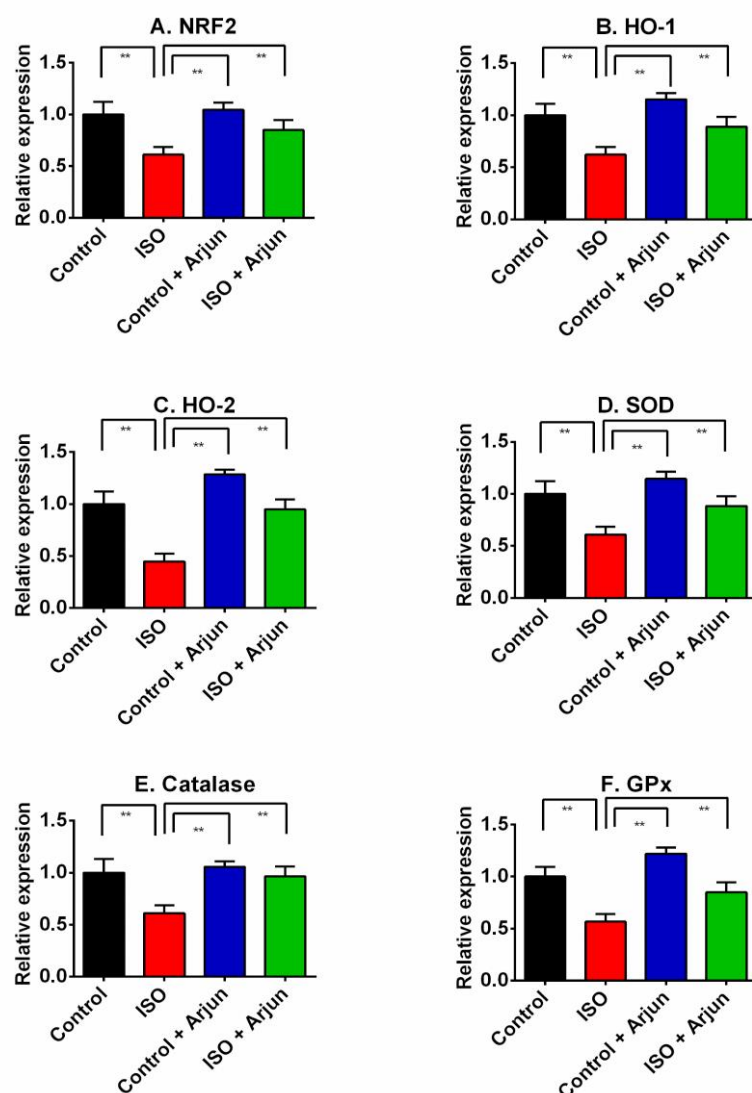 A. NRF2
**
**
**
Relative expression
1.0
0.5
0.0
Control
ISO
Control + Arjun
ISO + Arjun
B. HO-1
**
**
**
Relative expression
1.5
1.0
0.5
0.0
Control
ISO
Control + Arjun
ISO + Arjun
C. HO-2
**
**
**
Relative expression
1.5
1.0
0.5
0.0
Control
ISO
Control + Arjun
ISO + Arjun
D. SOD
**
**
**
Relative expression
1.5
1.0
0.5
0.0
Control
ISO
Control + Arjun
ISO + Arjun
E. Catalase
**
**
**
Relative expression
1.5
1.0
0.5
0.0
Control
ISO
Control + Arjun
ISO + Arjun
F. GPx
**
**
**
Relative expression
1.5
1.0
0.5
0.0
Control
ISO
Control + Arjun
ISO + Arjun